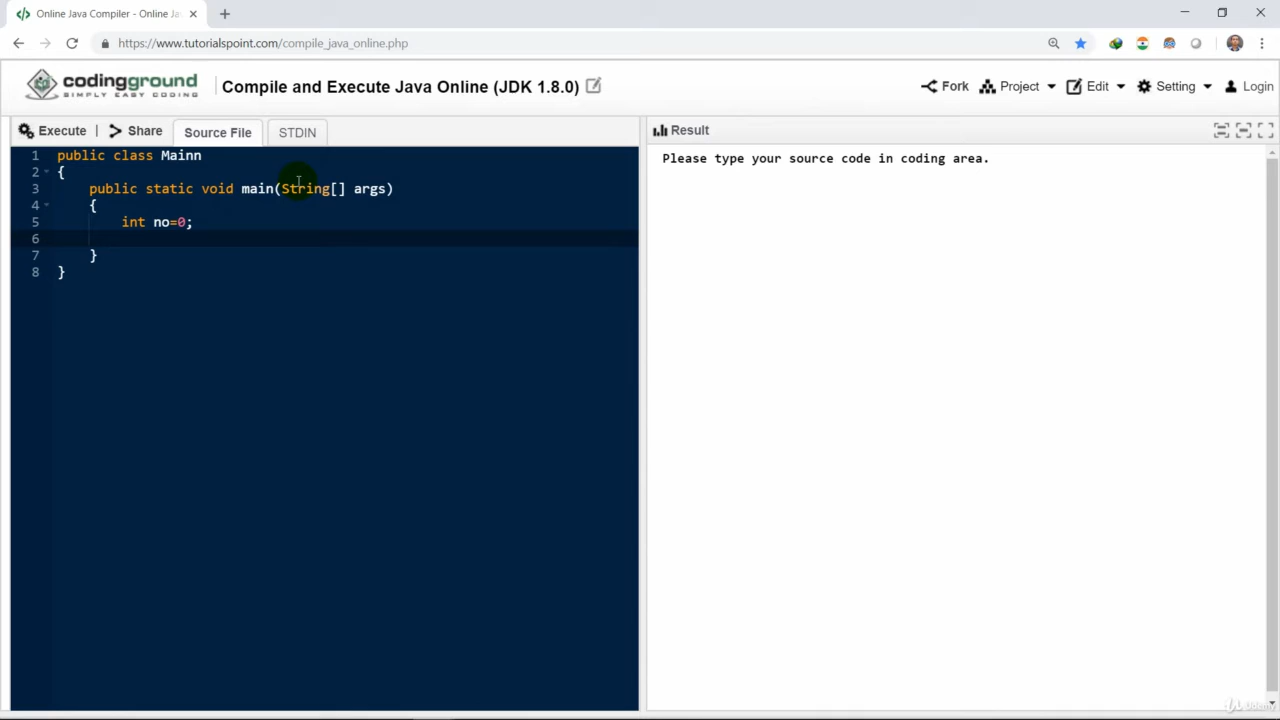 Online Java Compiler - Online Ja
https://www.tutorialspoint.com/compile_java_online.php
codingground
SIMPLY EASY CODING
Compile and Execute Java Online (JDK 1.8.0)
Fork
Project
Edit
Setting
Login
Execute
Share
Source File
STDIN
Result
1 public class Mainn
2 {
3 public static void main(String[] args)
4 {
5 int no=0;
6
7 }
8 }
Please type your source code in coding area.
Udemy